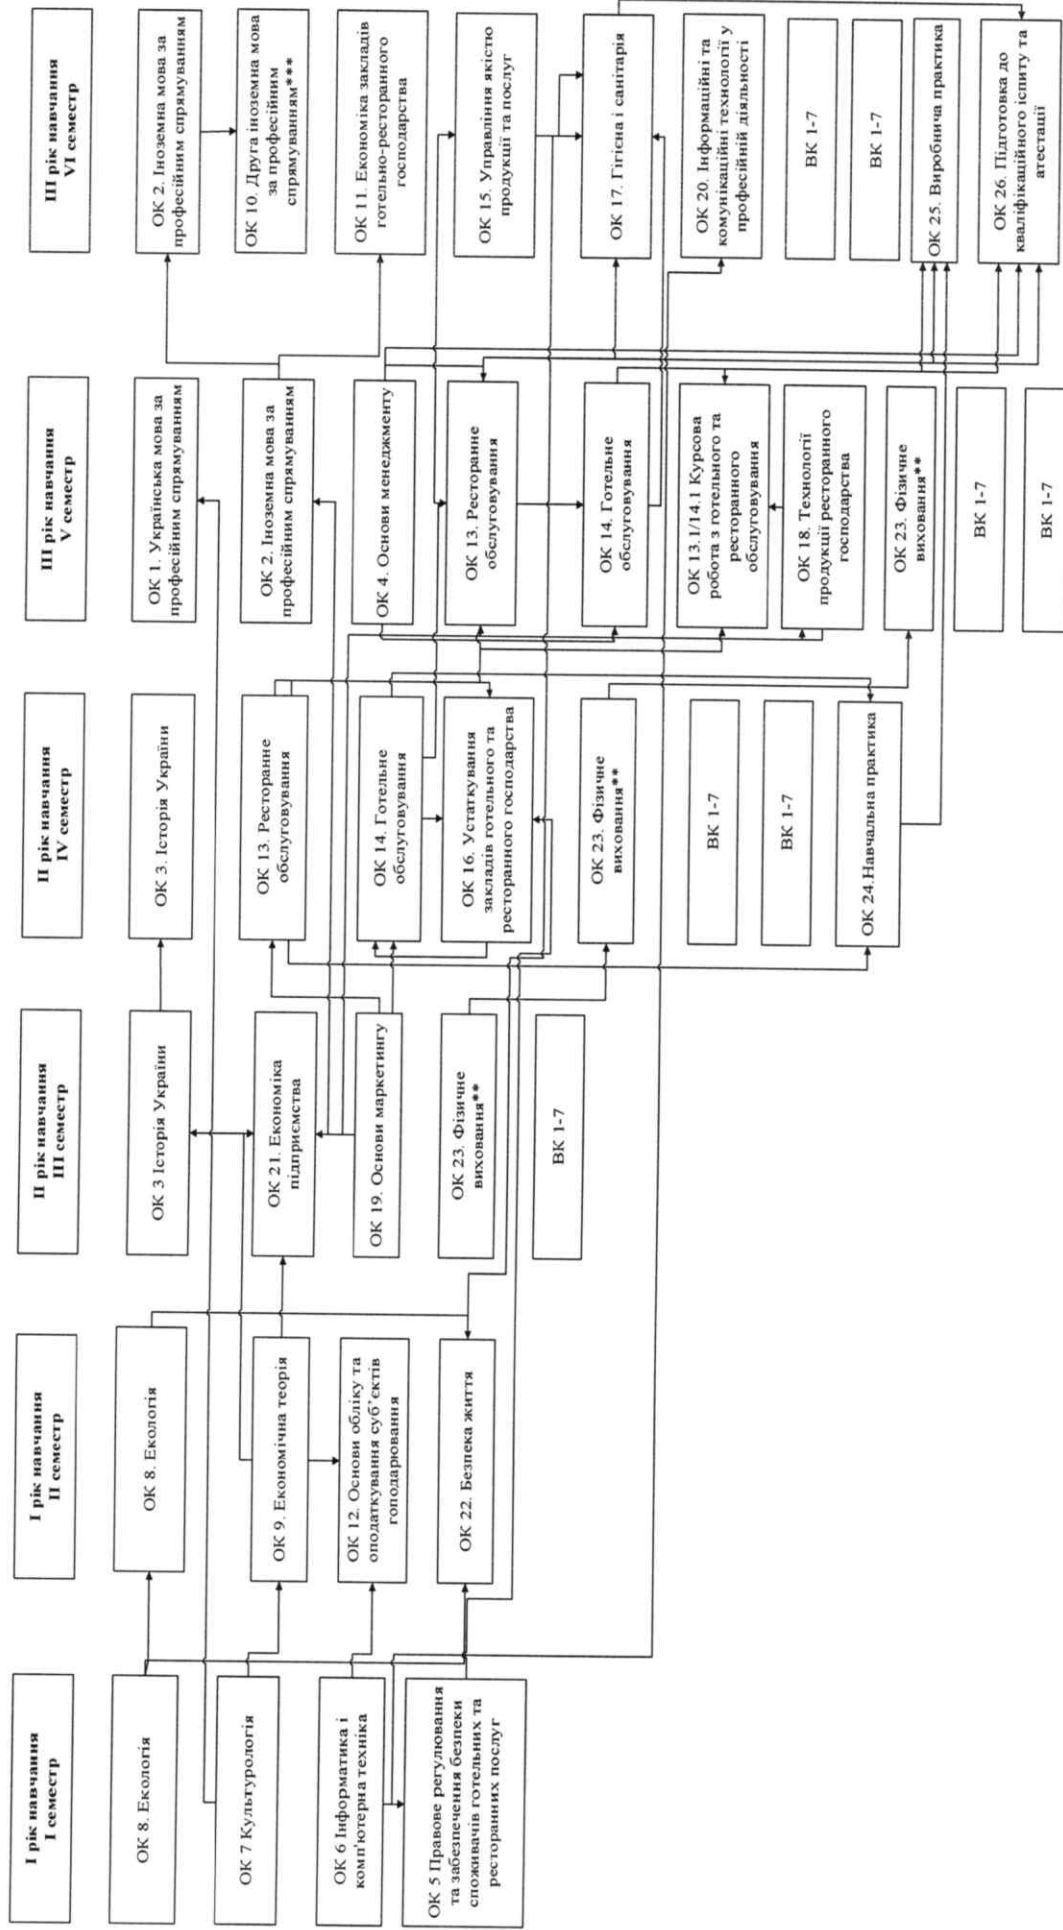 І рік навчання
І семестр
ОК 8. Екологія
ОК 7 Культурологія
ОК 6 Інформатика і
комп'ютерна техніка
ОК 5 Правове регулювання
та забезпечення безпеки
споживачів готельних та
ресторанних послуг
І рік навчання
ІІ семестр
ОК 8. Екологія
ОК 9. Економічна теорія
ОК 12. Основи обліку та
оподаткування суб'єктів
гоподарювання
ОК 22. Безпека життя
ІІ рік навчання
ІІІ семестр
ОК 3 Історія України
ОК 21. Економіка
підприємства
ОК 19. Основи маркетингу
ОК 23. Фізичне
виховання**
ВК 1-7
ІІ рік навчання
IV семестр
ОК 3. Історія України
ОК 13. Ресторанне
обслуговування
ОК 14. Готельне
обслуговування
ОК 16. Устаткування
закладів готельного та
ресторанного господарства
ОК 23. Фізичне
виховання**
ВК 1-7
ВК 1-7
ОК 24.Навчальна практика
ІІІ рік навчання
V семестр
ОК 1. Українська мова за
професійним спрямуванням
ОК 2. Іноземна мова за
професійним спрямуванням
ОК 4. Основи менеджменту
ОК 13. Ресторанне
обслуговування
ОК 14. Готельне
обслуговування
ОК 13.1/14.1 Курсова
робота з готельного та
ресторанного
обслуговування
ОК 18. Технології
продукції ресторанного
господарства
ОК 23. Фізичне
виховання**
ВК 1-7
ВК 1-7
ІІІ рік навчання
VI семестр
ОК 2. Іноземна мова за
професійним спрямуванням
ОК 10. Друга іноземна мова
за професійним
спрямуванням***
ОК 11. Економіка закладів
готельно-ресторанного
господарства
ОК 15. Управління якістю
продукції та послуг
ОК 17. Гігієна і санітарія
ОК 20. Інформаційні та
комунікаційні технології у
професійній діяльності
ВК 1-7
ВК 1-7
ОК 25. Виробнича практика
ОК 26. Підготовка до
кваліфікаційного іспиту та
атестації